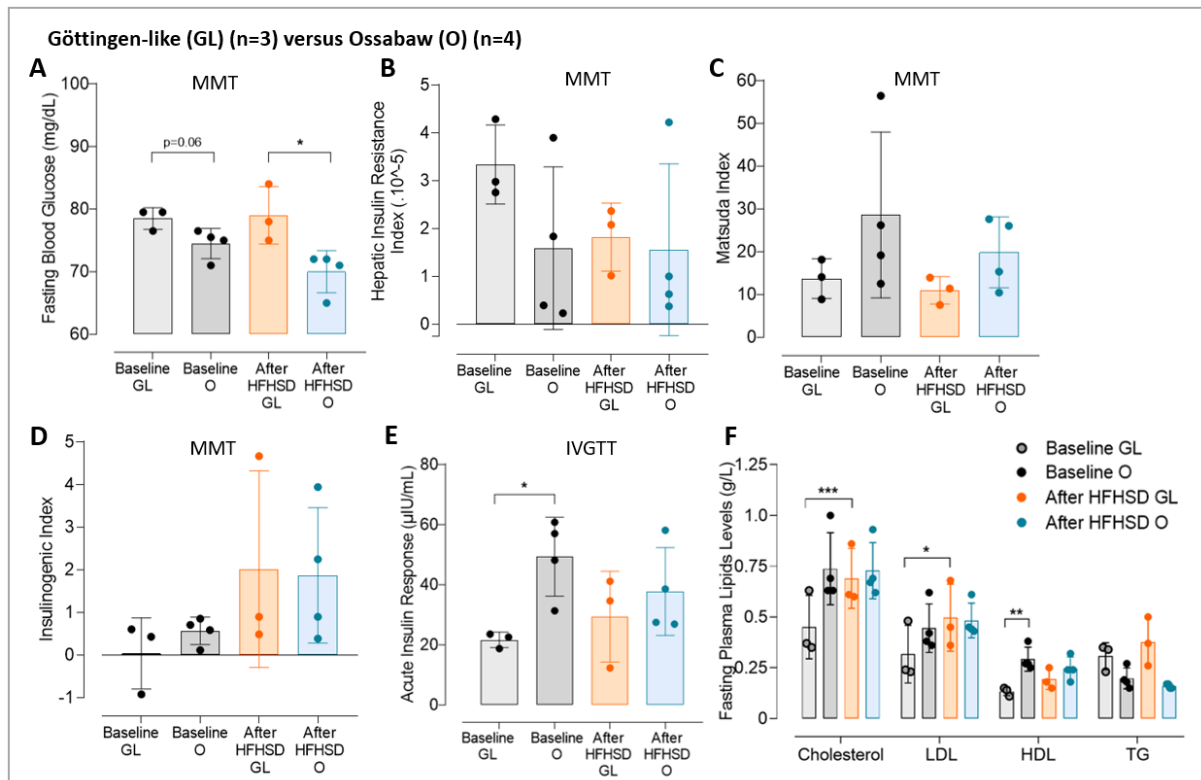 Göttingen-like (GL) (n=3) versus Ossabaw (O) (n=4)
A
MMT
Fasting Blood Glucose (mg/dL)
100
90
80
70
60
p=0.06
*
Baseline GL
Baseline O
After HFHSD GL
After HFHSD O
B
MMT
Hepatic Insulin Resistance
Index (.10^-5)
5
4
3
2
1
0
Baseline GL
Baseline O
After HFHSD GL
After HFHSD O
C
MMT
Matsuda Index
60
50
40
30
20
10
0
Baseline GL
Baseline O
After HFHSD GL
After HFHSD O
D
MMT
Insulinogenic Index
5
4
3
2
1
0
-1
Baseline GL
Baseline O
After HFHSD GL
After HFHSD O
E
IVGTT
Acute Insulin Response (µIU/mL)
80
60
40
20
0
*
Baseline GL
Baseline O
After HFHSD GL
After HFHSD O
F
Fasting Plasma Lipids Levels (g/L)
1.25
1.00
0.75
0.5
0.25
0
Baseline GL
Baseline O
After HFHSD GL
After HFHSD O
***
*
**
Cholesterol
LDL
HDL
TG